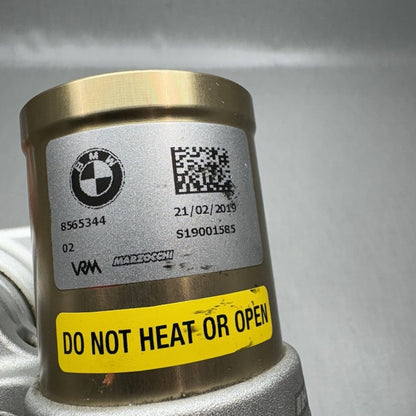 BMW
8565344
21/02/2019
02
S19001585
VRM MARZOCCHI
DO NOT HEAT OR OPEN